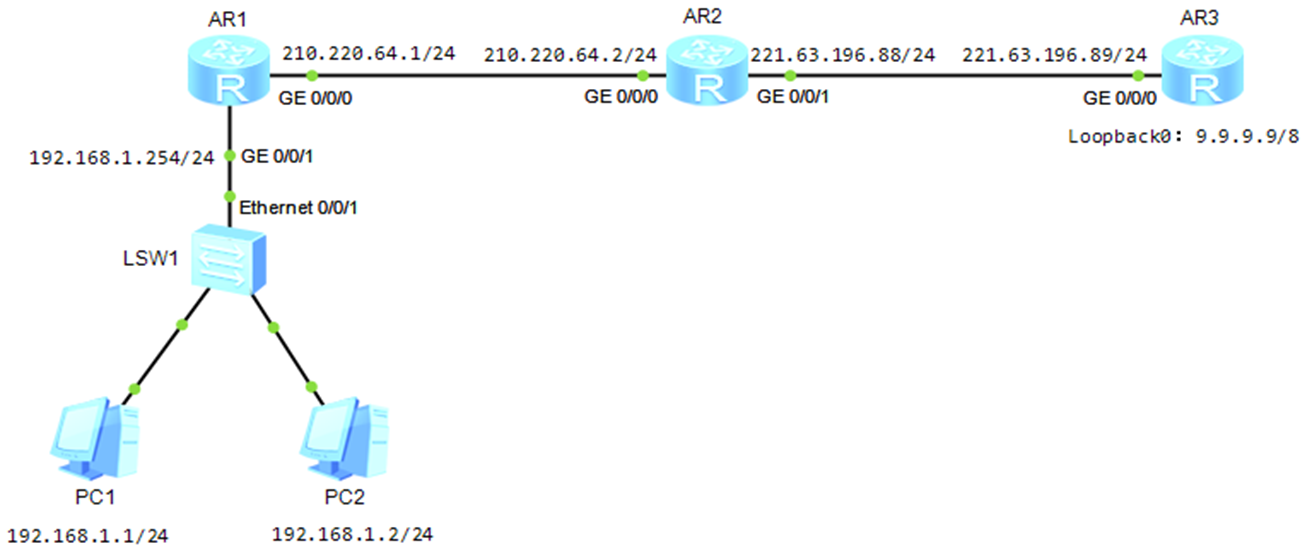 AR1
AR2
AR3
210.220.64.1/24
210.220.64.2/24
221.63.196.88/24
221.63.196.89/24
R
R
R
GE 0/0/0
GE 0/0/0
GE 0/0/1
GE 0/0/0
Loopback0: 9.9.9.9/8
192.168.1.254/24
GE 0/0/1
Ethernet 0/0/1
LSW1
PC1
PC2
192.168.1.1/24
192.168.1.2/24